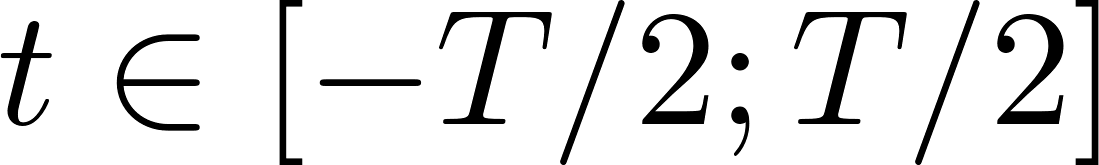 t ∈ [−T/2; T/2]